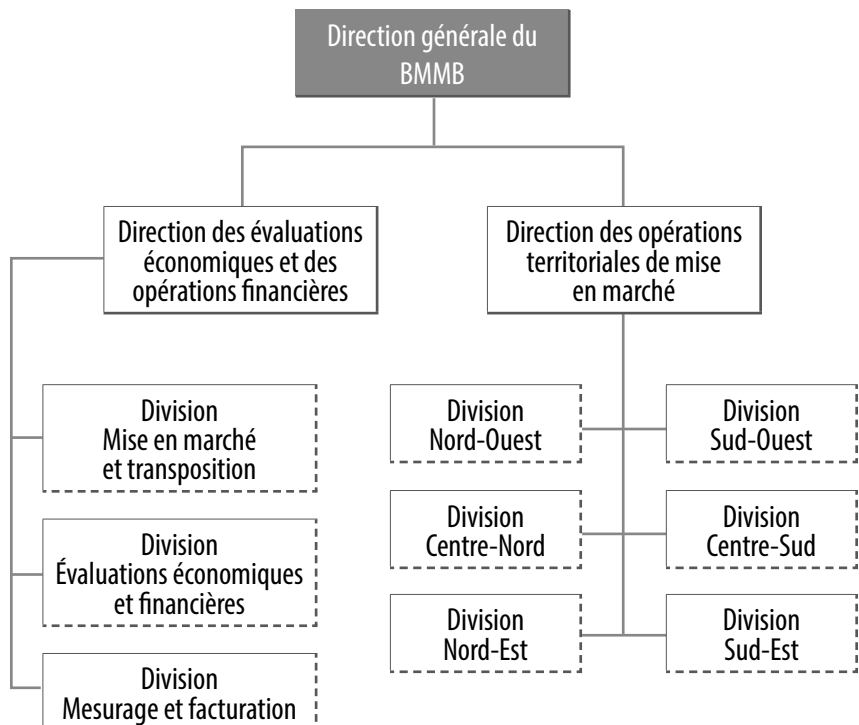 Direction générale du
BMMB
Direction des évaluations
économiques et des
opérations financières
Direction des opérations
territoriales de mise
en marché
Division
Mise en marché
et transposition
Division
Évaluations économiques
et financières
Division
Mesurage et facturation
Division
Nord-Ouest
Division
Sud-Ouest
Division
Centre-Nord
Division
Centre-Sud
Division
Nord-Est
Division
Sud-Est